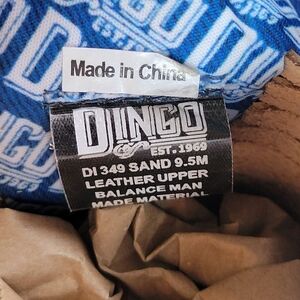 Made in China
DINGO
EST. 1969
DI 349 SAND 9.5M
LEATHER UPPER
BALANCE MAN
MADE MATERIAL